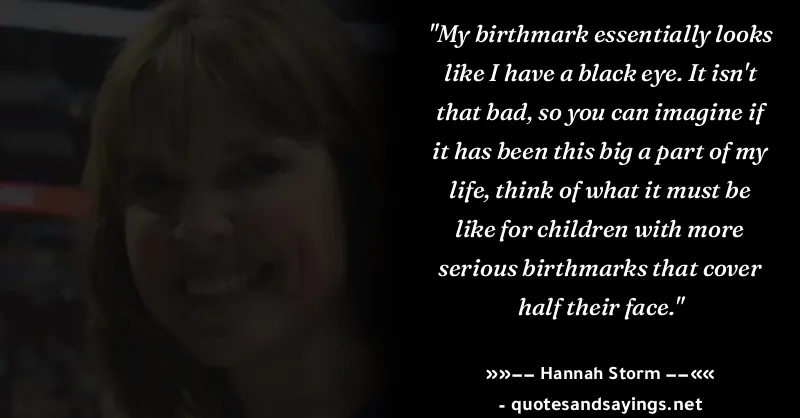 "My birthmark essentially looks
like I have a black eye. It isn't
that bad, so you can imagine if
it has been this big a part of my
life, think of what it must be
like for children with more
serious birthmarks that cover
half their face."
»»–– Hannah Storm ––««
- quotesandsayings.net